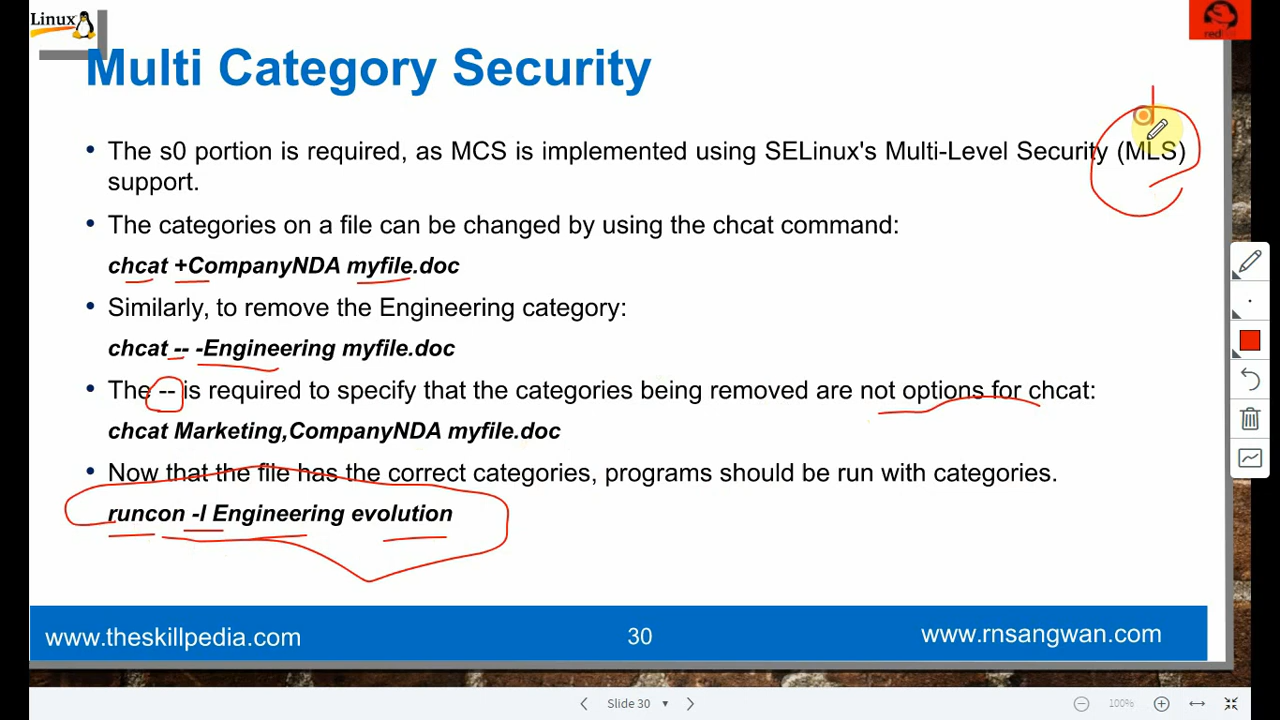 Linux
red
Multi Category Security
• The s0 portion is required, as MCS is implemented using SELinux's Multi-Level Security (MLS)
support.
• The categories on a file can be changed by using the chcat command:
chcat +CompanyNDA myfile.doc
• Similarly, to remove the Engineering category:
chcat -- -Engineering myfile.doc
• The -- is required to specify that the categories being removed are not options for chcat:
chcat Marketing,CompanyNDA myfile.doc
• Now that the file has the correct categories, programs should be run with categories.
runcon -l Engineering evolution
www.theskillpedia.com 30 www.rnsangwan.com
Slide 30 100%